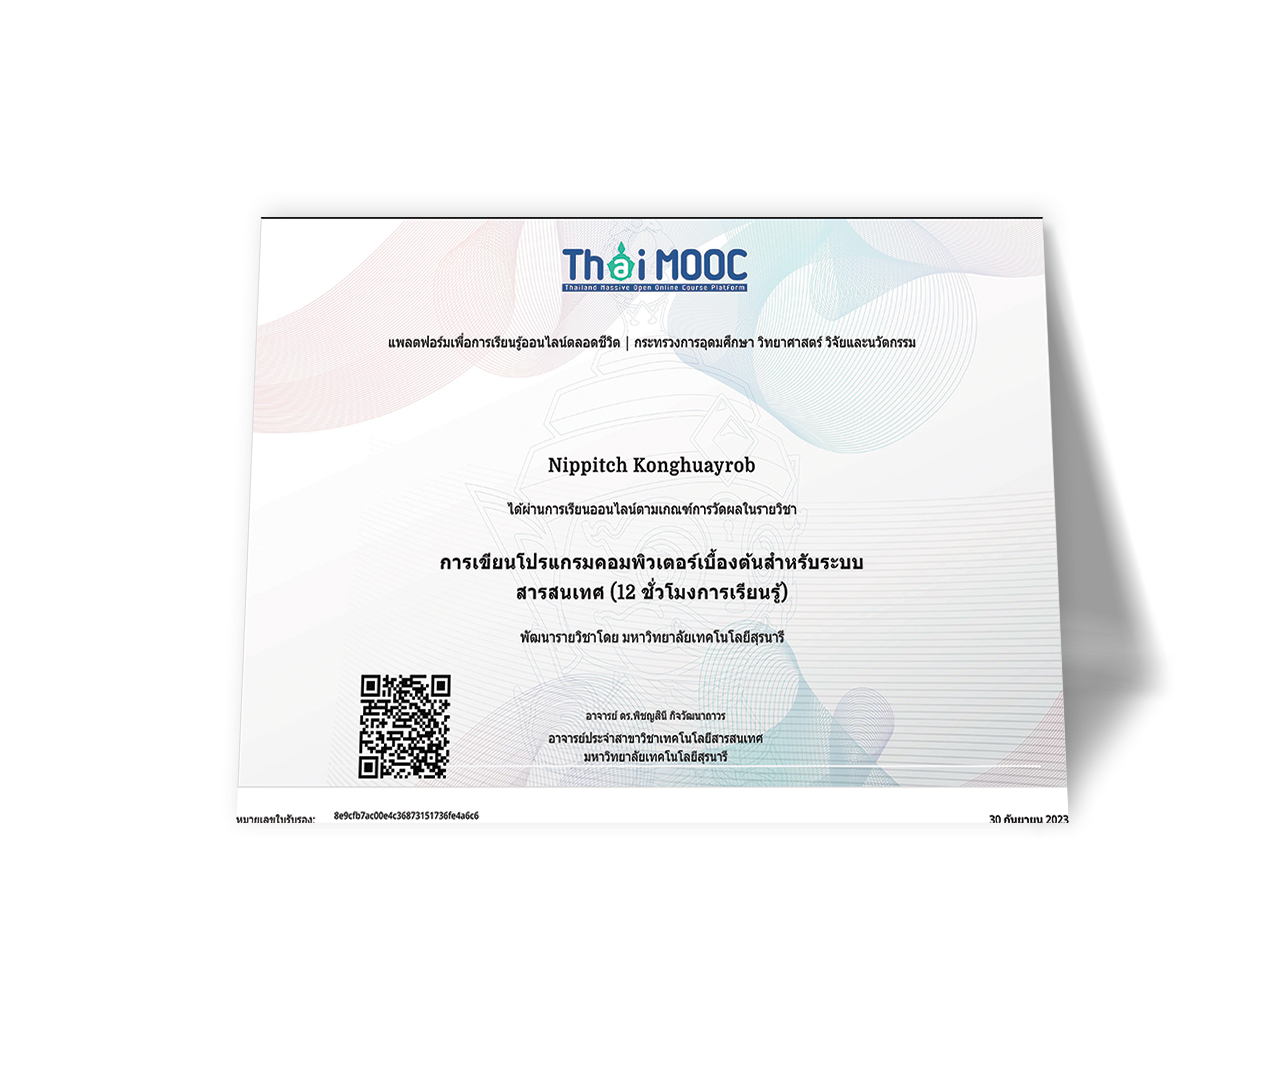 Thai MOOC
Thailand Massive Open Online Course Platform
แพลตฟอร์มเพื่อการเรียนรู้ออนไลน์ตลอดชีวิต | กระทรวงการอุดมศึกษา วิทยาศาสตร์ วิจัยและนวัตกรรม
Nippitch Konghuayrob
ได้ผ่านการเรียนออนไลน์ตามเกณฑ์การวัดผลในรายวิชา
การเขียนโปรแกรมคอมพิวเตอร์เบื้องต้นสำหรับระบบ
สารสนเทศ (12 ชั่วโมงการเรียนรู้)
พัฒนารายวิชาโดย มหาวิทยาลัยเทคโนโลยีสุรนารี
อาจารย์ ดร.พิชญสินี กิจวัฒนาถาวร
อาจารย์ประจำสาขาวิชาเทคโนโลยีสารสนเทศ
มหาวิทยาลัยเทคโนโลยีสุรนารี
หมายเลขใบรับรอง: 8e9cfb7ac00e4c36873151736fe4a6c6
30 กันยายน 2023